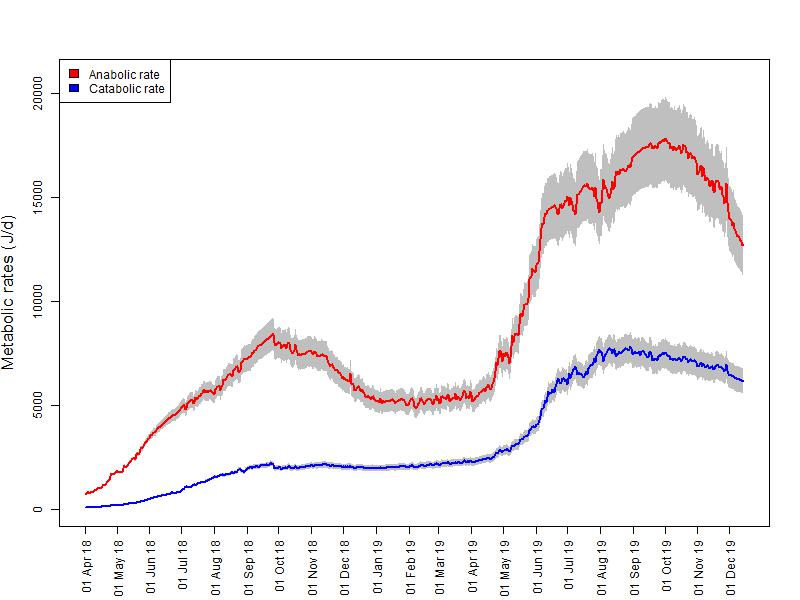 Anabolic rate
Catabolic rate
Metabolic rates (J/d)
20000
15000
10000
5000
0
01 Apr 18
01 May 18
01 Jun 18
01 Jul 18
01 Aug 18
01 Sep 18
01 Oct 18
01 Nov 18
01 Dec 18
01 Jan 19
01 Feb 19
01 Mar 19
01 Apr 19
01 May 19
01 Jun 19
01 Jul 19
01 Aug 19
01 Sep 19
01 Oct 19
01 Nov 19
01 Dec 19